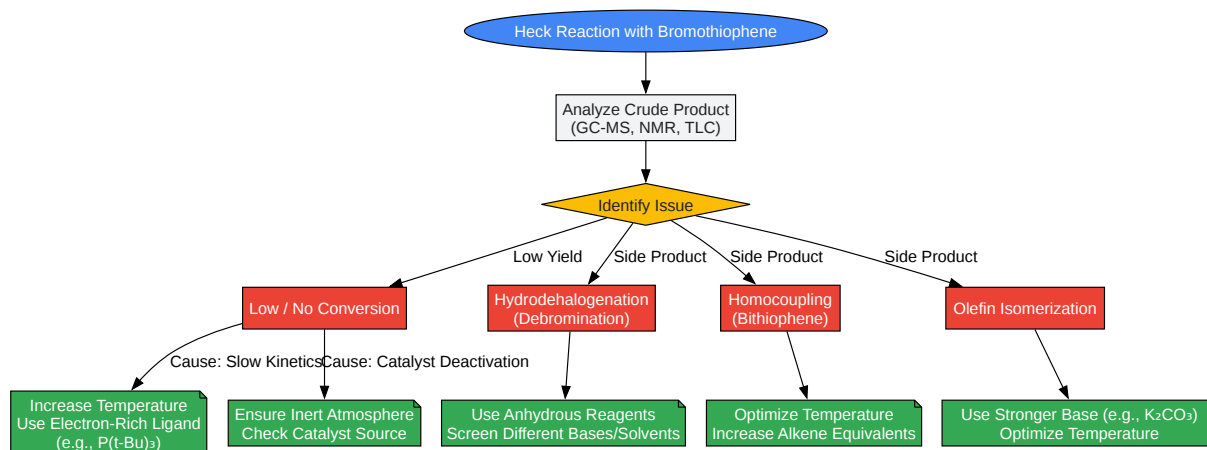 Heck Reaction with Bromothiophene
Analyze Crude Product
(GC-MS, NMR, TLC)
Identify Issue
Low Yield
Side Product
Side Product
Side Product
Low / No Conversion
Hydrodehalogenation
(Debromination)
Homocoupling
(Bithiophene)
Olefin Isomerization
Cause: Slow Kinetics
Cause: Catalyst Deactivation
Increase Temperature
Use Electron-Rich Ligand
(e.g., P(t-Bu)₃)
Ensure Inert Atmosphere
Check Catalyst Source
Use Anhydrous Reagents
Screen Different Bases/Solvents
Optimize Temperature
Increase Alkene Equivalents
Use Stronger Base (e.g., K₂CO₃)
Optimize Temperature